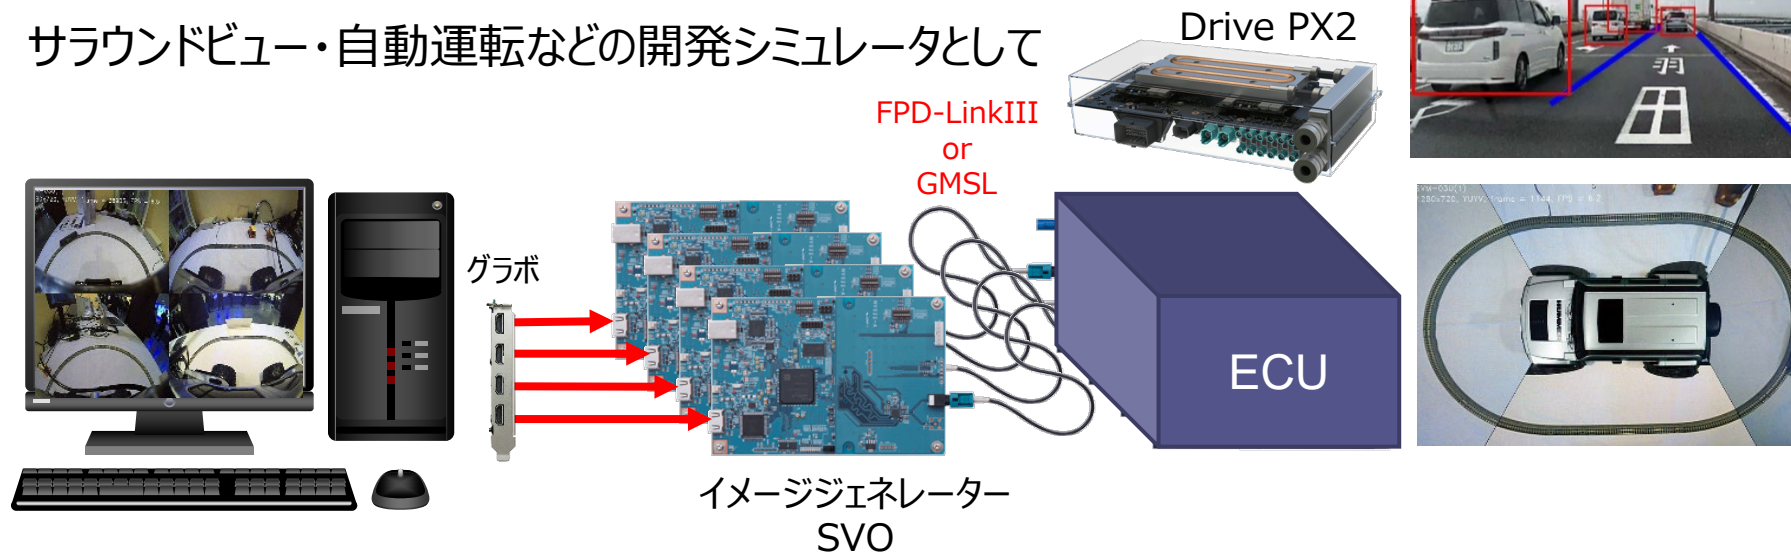 サラウンドビュー・自動運転などの開発シミュレータとして
Drive PX2
FPD-LinkIII
or
GMSL
グラボ
ECU
イメージジェネレーター
SVO